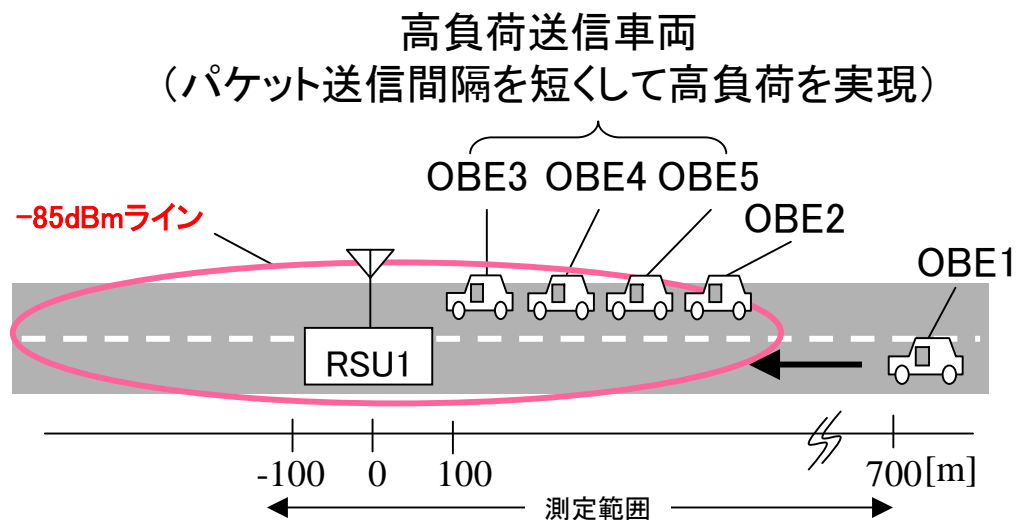 高負荷送信車両
（パケット送信間隔を短くして高負荷を実現）
OBE3 OBE4 OBE5
OBE2
-85dBmライン
OBE1
RSU1
-100 0 100 700[m]
測定範囲